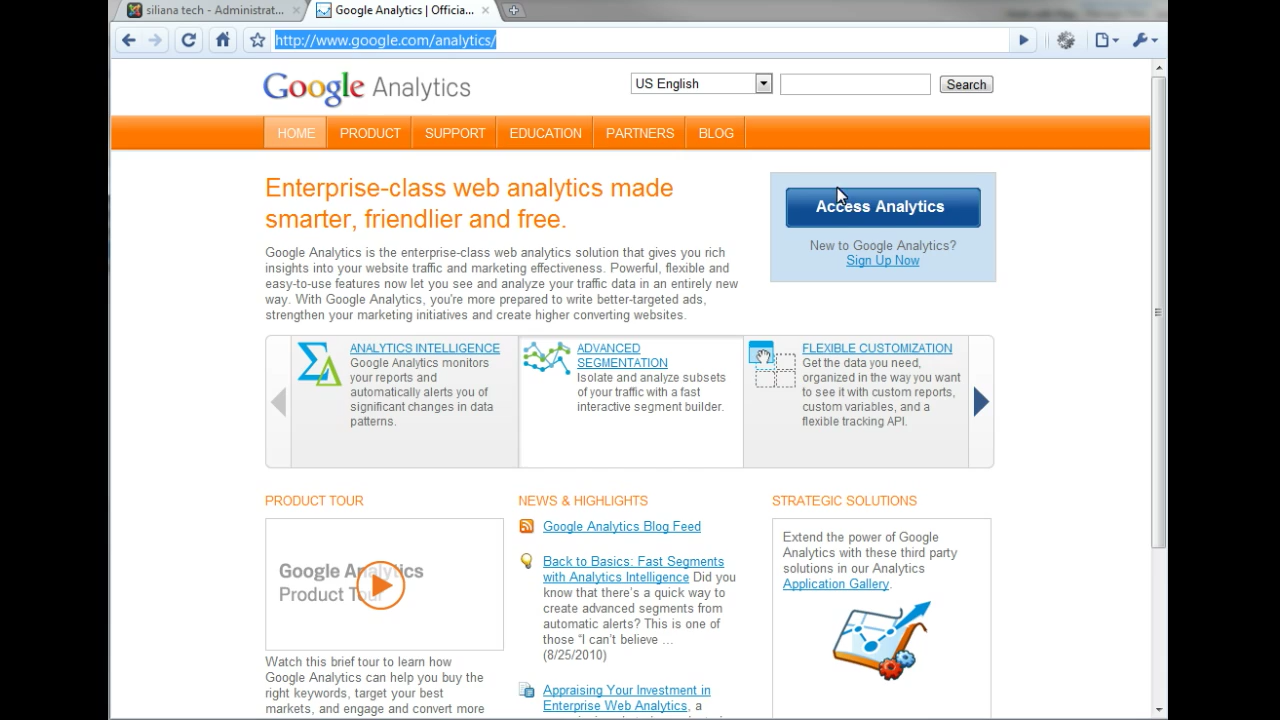 siliana tech - Administrat...
Google Analytics | Officia...
http://www.google.com/analytics/
Google Analytics
US English
Search
HOME
PRODUCT
SUPPORT
EDUCATION
PARTNERS
BLOG
Enterprise-class web analytics made
smarter, friendlier and free.
Google Analytics is the enterprise-class web analytics solution that gives you rich
insights into your website traffic and marketing effectiveness. Powerful, flexible and
easy-to-use features now let you see and analyze your traffic data in an entirely new
way. With Google Analytics, you're more prepared to write better-targeted ads,
strengthen your marketing initiatives and create higher converting websites.
Access Analytics
New to Google Analytics?
Sign Up Now
ANALYTICS INTELLIGENCE
Google Analytics monitors
your reports and
automatically alerts you of
significant changes in data
patterns.
ADVANCED
SEGMENTATION
Isolate and analyze subsets
of your traffic with a fast
interactive segment builder.
FLEXIBLE CUSTOMIZATION
Get the data you need,
organized in the way you want
to see it with custom reports,
custom variables, and a
flexible tracking API.
PRODUCT TOUR
Google Analytics
Product Tour
Watch this brief tour to learn how
Google Analytics can help you buy the
right keywords, target your best
markets, and engage and convert more
NEWS & HIGHLIGHTS
Google Analytics Blog Feed
Back to Basics: Fast Segments
with Analytics Intelligence Did you
know that there's a quick way to
create advanced segments from
automatic alerts? This is one of
those “I can't believe ...
(8/25/2010)
Appraising Your Investment in
Enterprise Web Analytics, a
STRATEGIC SOLUTIONS
Extend the power of Google
Analytics with these third party
solutions in our Analytics
Application Gallery.